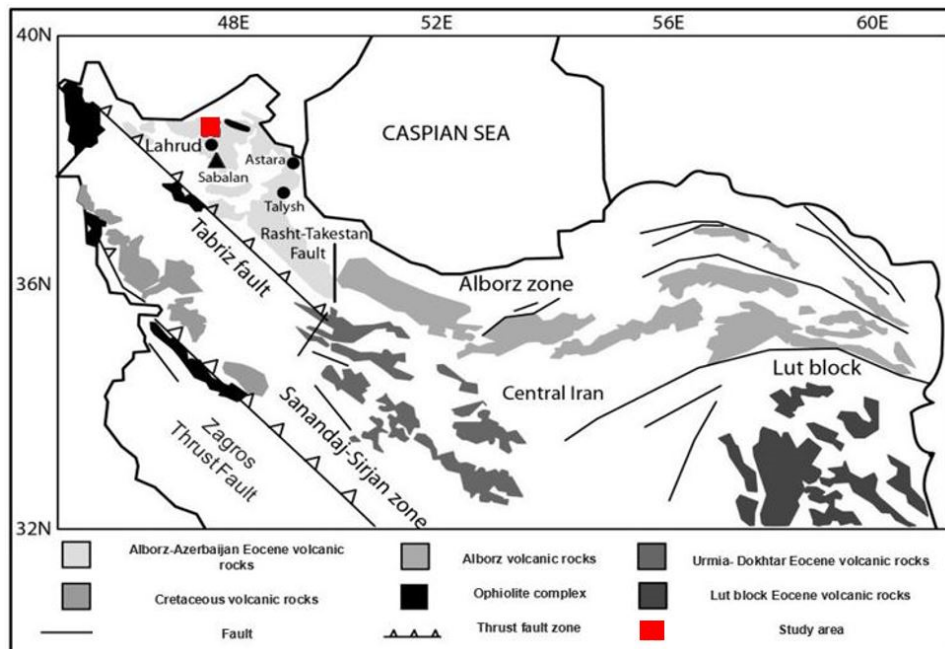 48E
52E
56E
60E
40N
CASPIAN SEA
Lahrud
Astara
Sabalan
Talysh
Rasht-Takestan
Fault
Tabriz fault
36N
Alborz zone
Lut block
Central Iran
Sanandaj-Sirjan zone
Zagros
Thrust Fault
32N
Alborz-Azerbaijan Eocene volcanic
rocks
Alborz volcanic rocks
Urmia- Dokhtar Eocene volcanic rocks
Cretaceous volcanic rocks
Ophiolite complex
Lut block Eocene volcanic rocks
Fault
Thrust fault zone
Study area